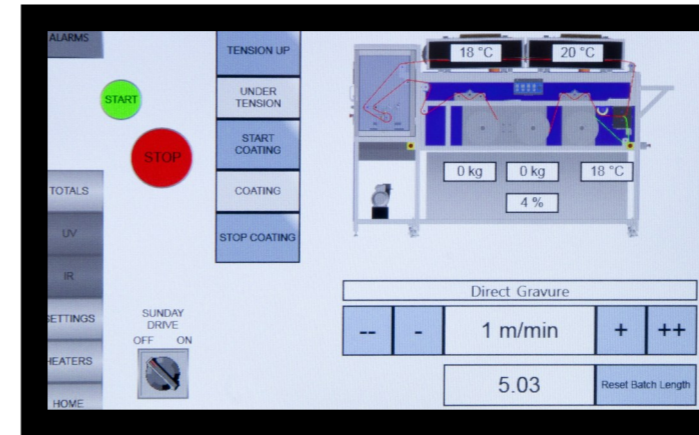 ALARMS
START
STOP
TOTALS
UV
IR
SETTINGS
HEATERS
HOME
SUNDAY
DRIVE
OFF ON
TENSION UP
UNDER
TENSION
START
COATING
COATING
STOP COATING
18 °C 20 °C
0 kg 0 kg 18 °C
4 %
Direct Gravure
-- - 1 m/min + ++
5.03 Reset Batch Length